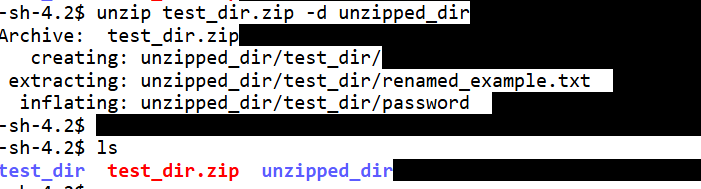 -sh-4.2$ unzip test_dir.zip -d unzipped_dir
Archive:  test_dir.zip
   creating: unzipped_dir/test_dir/
 extracting: unzipped_dir/test_dir/renamed_example.txt
  inflating: unzipped_dir/test_dir/password
-sh-4.2$
-sh-4.2$ ls
test_dir  test_dir.zip  unzipped_dir
-sh-4.2$